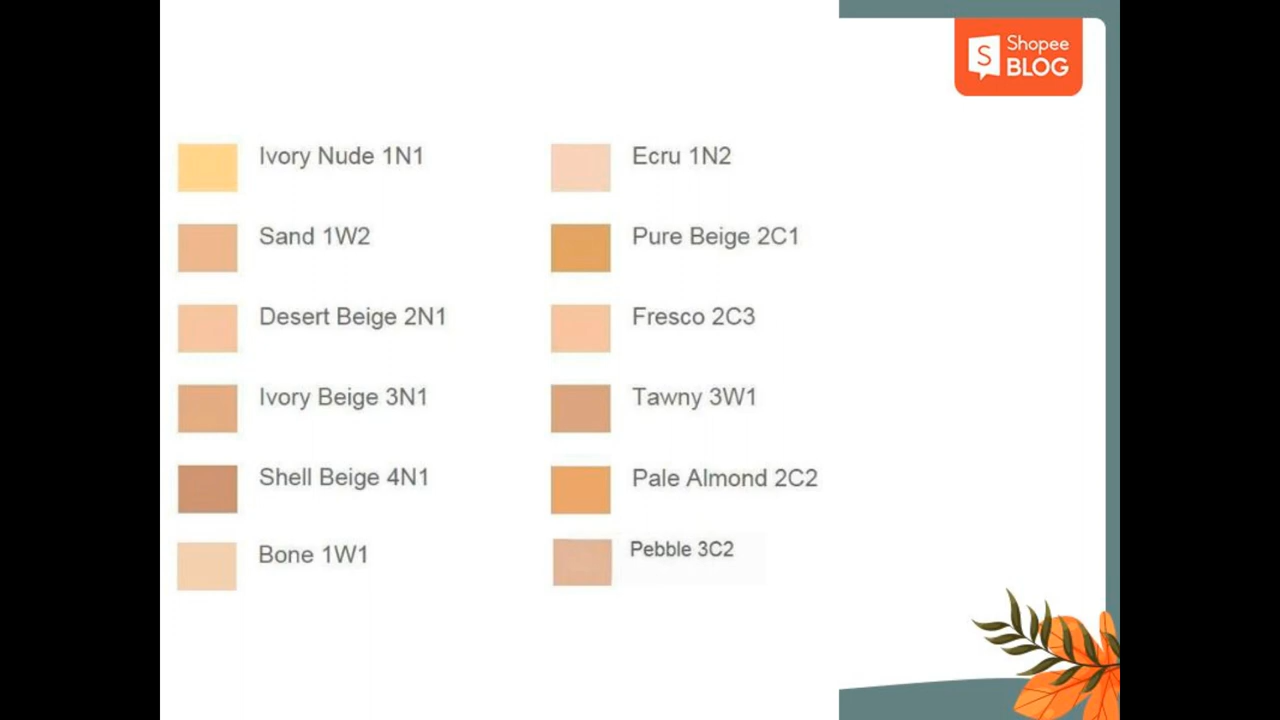 Shopee
BLOG
Ivory Nude 1N1
Ecru 1N2
Sand 1W2
Pure Beige 2C1
Desert Beige 2N1
Fresco 2C3
Ivory Beige 3N1
Tawny 3W1
Shell Beige 4N1
Pale Almond 2C2
Bone 1W1
Pebble 3C2